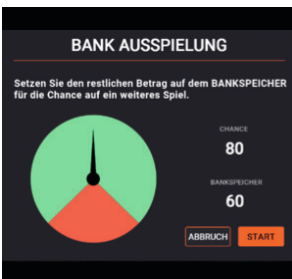 BANK AUSSPIELUNG
Setzen Sie den restlichen Betrag auf dem BANKSPEICHER
für die Chance auf ein weiteres Spiel.
CHANCE
80
BANKSPEICHER
60
ABBRUCH START